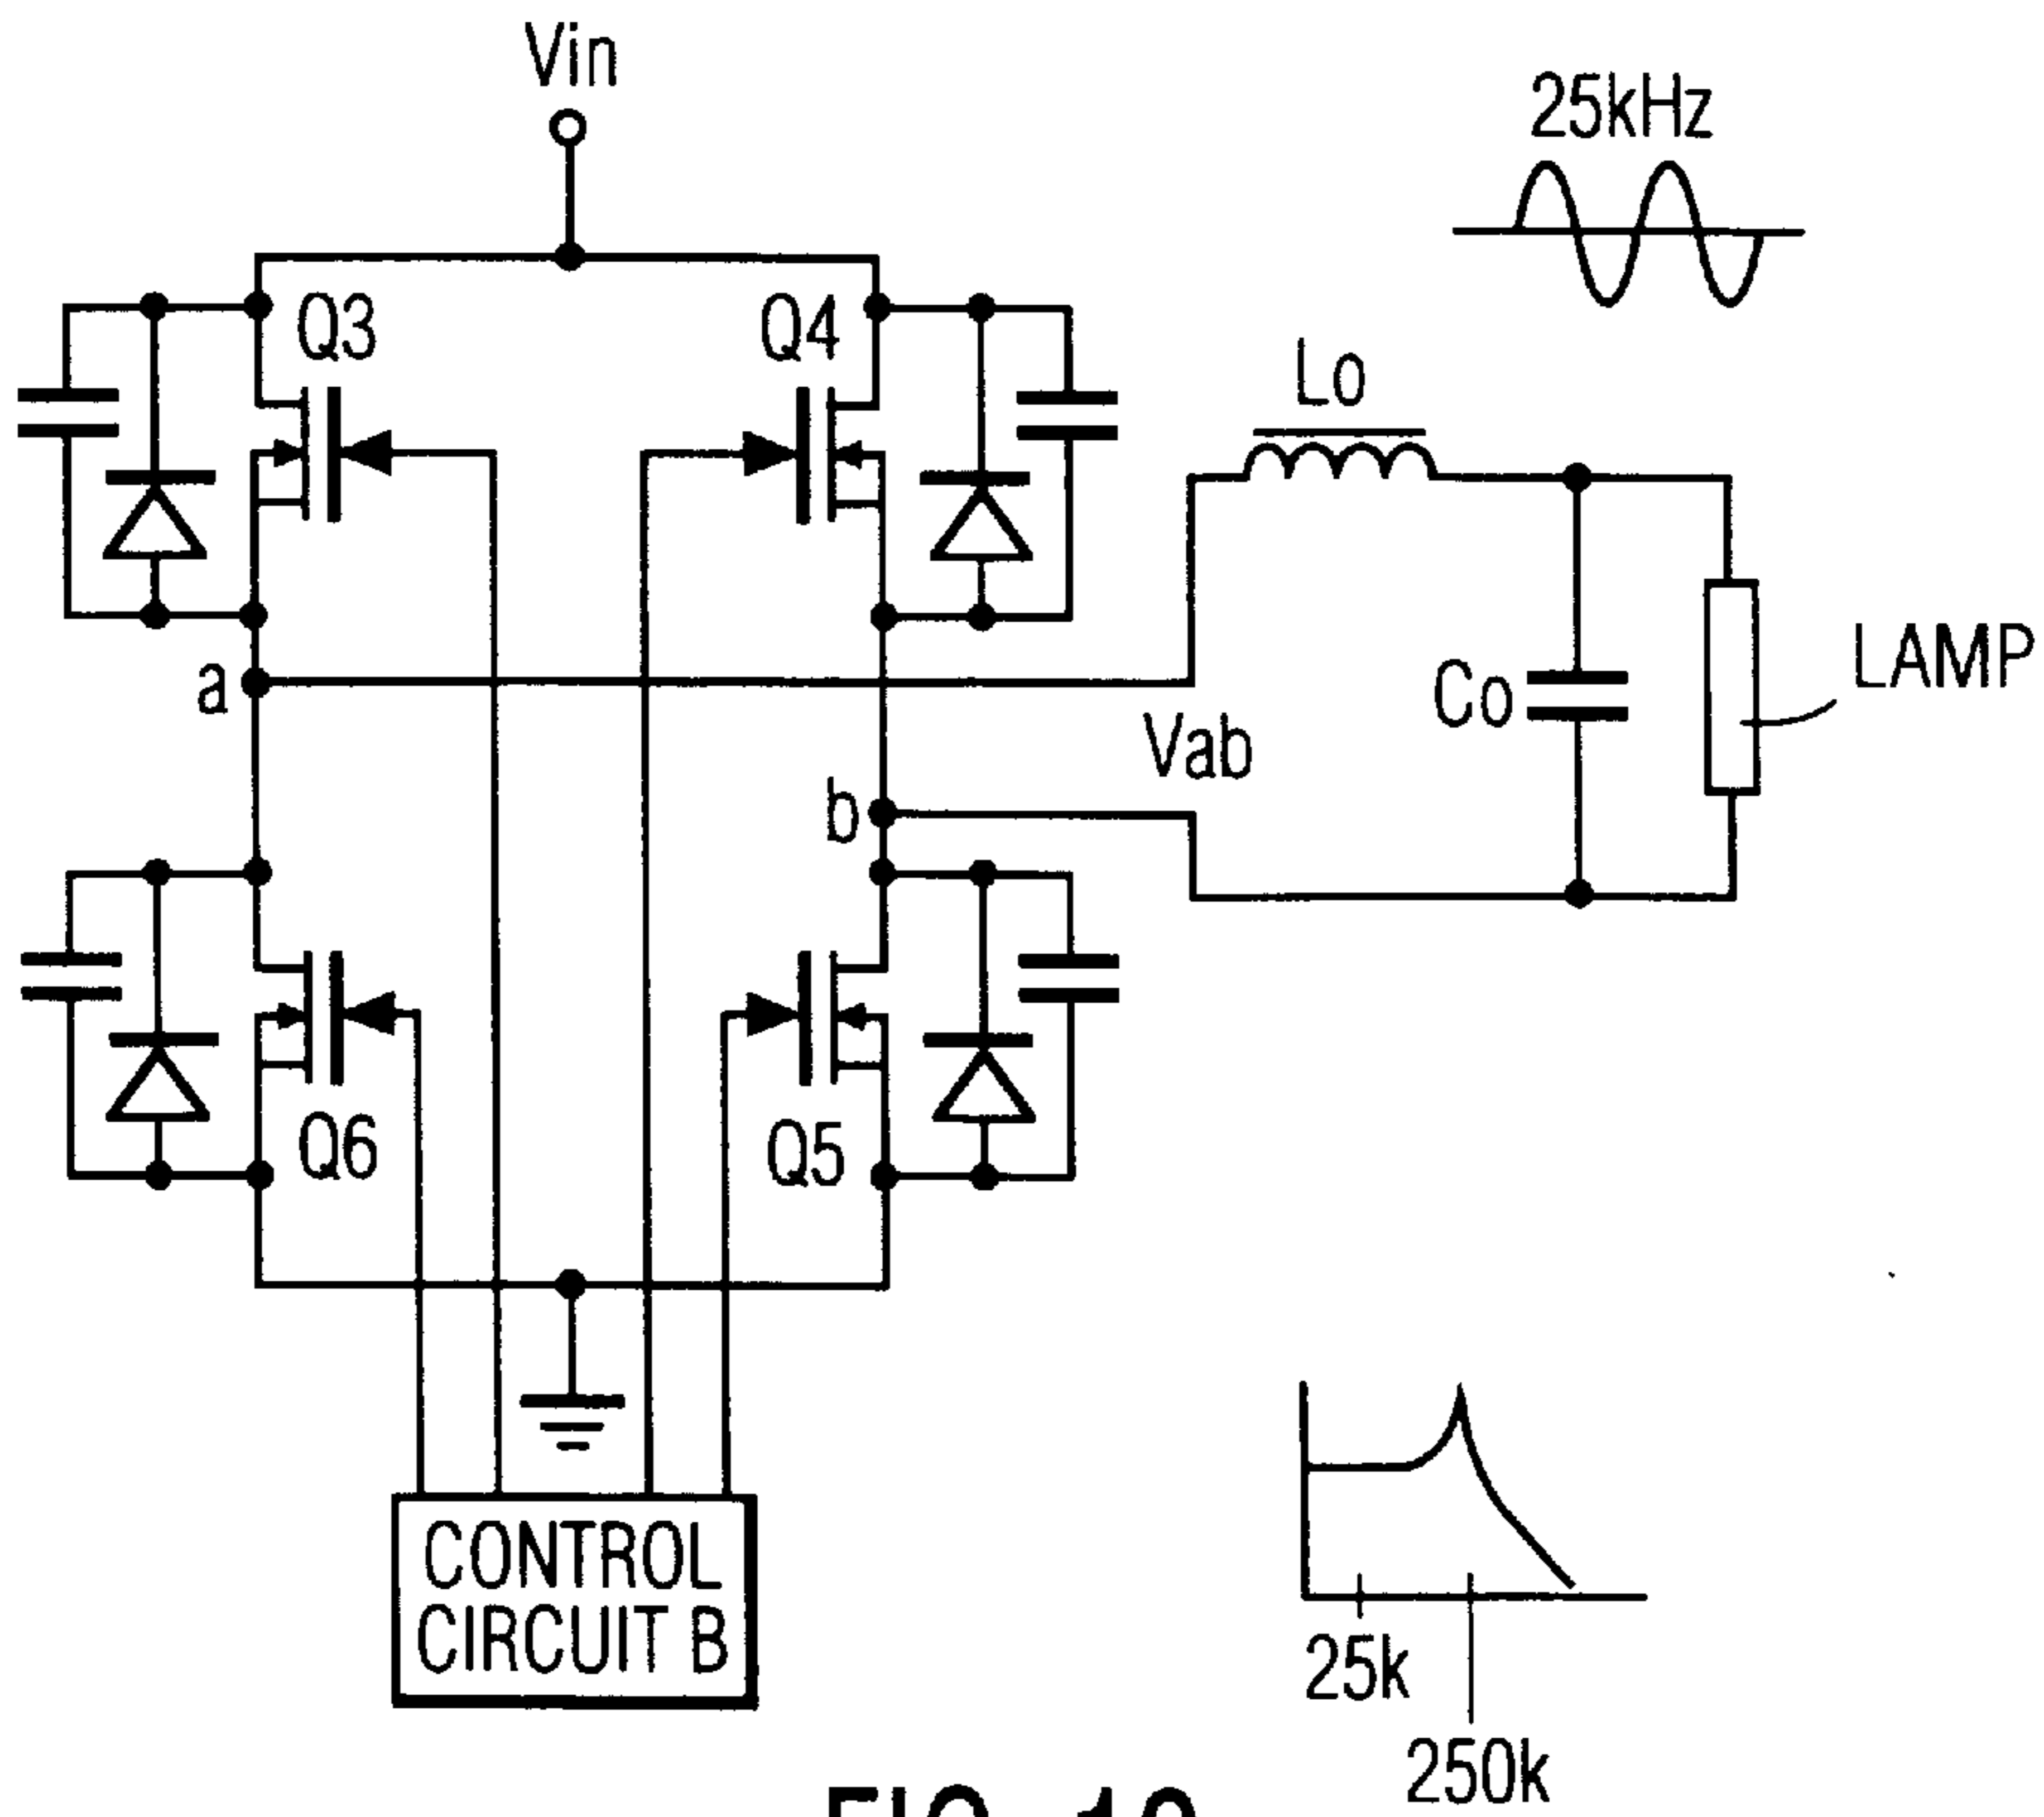 Vin
25kHz
Q3
Q4
Lo
a
Vab
Co
LAMP
b
Q6
Q5
CONTROL
CIRCUIT B
25k
250k